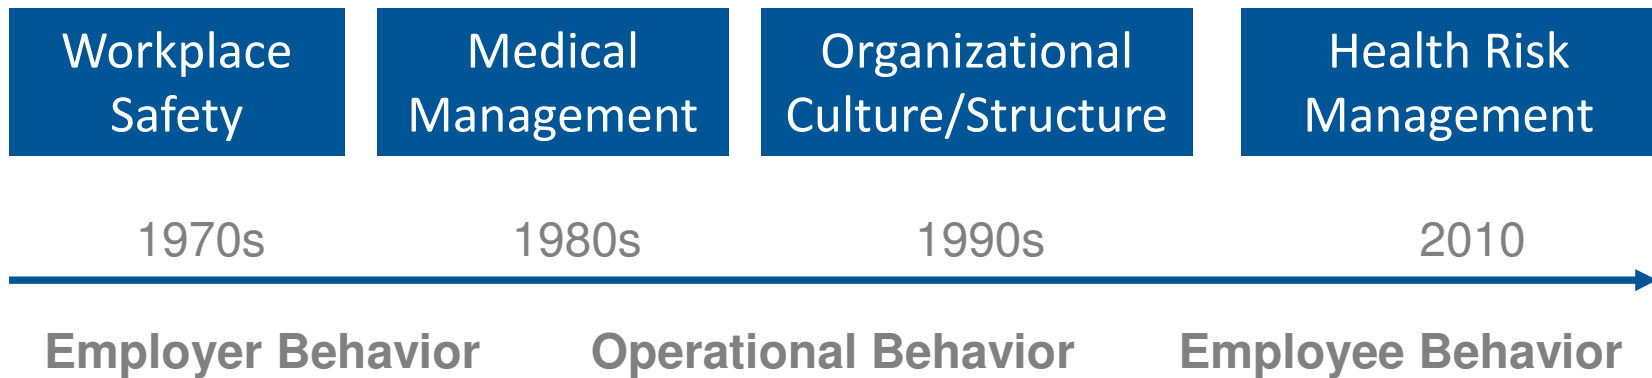 Workplace
Safety
Medical
Management
Organizational
Culture/Structure
Health Risk
Management
1970s
1980s
1990s
2010
Employer Behavior
Operational Behavior
Employee Behavior